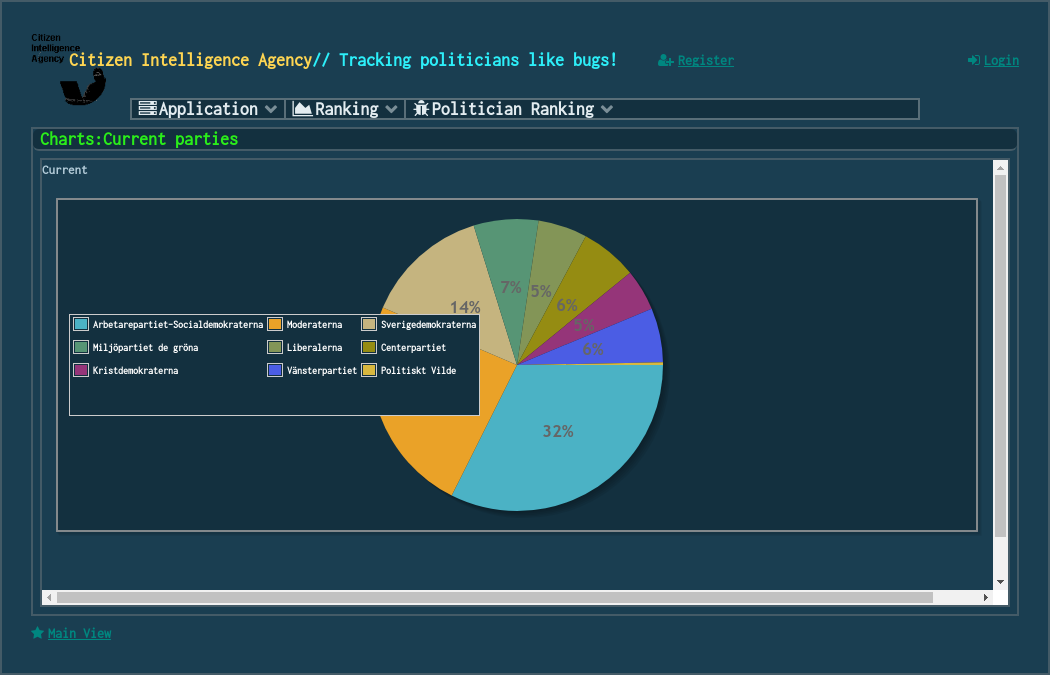 Citizen
Intelligence
Agency
Citizen Intelligence Agency// Tracking politicians like bugs!
Register
Login
Application
Ranking
Politician Ranking
Charts:Current parties
Current
7%
5%
6%
14%
5%
6%
32%
Arbetarepartiet-Socialdemokraterna
Moderaterna
Sverigedemokraterna
Miljöpartiet de gröna
Liberalerna
Centerpartiet
Kristdemokraterna
Vänsterpartiet
Politiskt Vilde
Main View